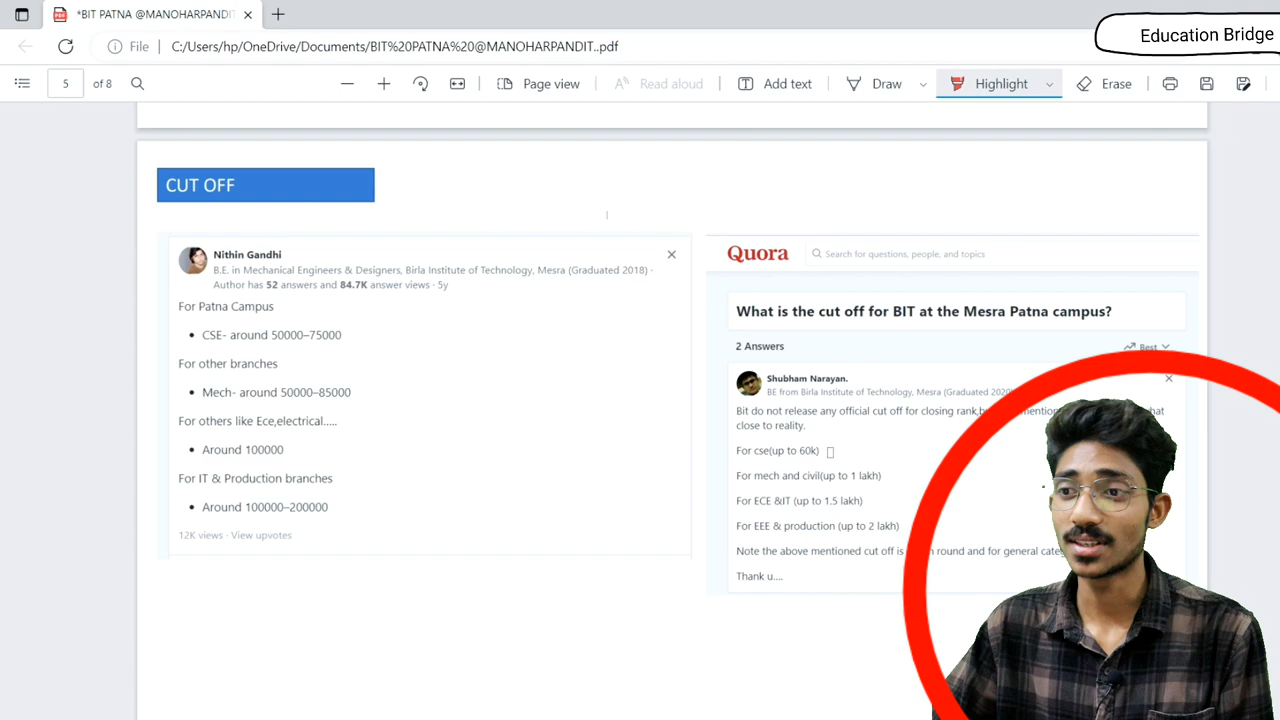 *BIT PATNA @MANOHARPANDIT
Education Bridge
File
C:/Users/hp/OneDrive/Documents/BIT%20PATNA%20@MANOHARPANDIT..pdf
5 of 8
Page view
Read aloud
Add text
Draw
Highlight
Erase
CUT OFF
Nithin Gandhi
B.E. in Mechanical Engineers & Designers, Birla Institute of Technology, Mesra (Graduated 2018) ·
Author has 52 answers and 84.7K answer views · 5y
For Patna Campus
• CSE- around 50000–75000
For other branches
• Mech- around 50000–85000
For others like Ece,electrical.....
• Around 100000
For IT & Production branches
• Around 100000–200000
12K views · View upvotes
Quora
Search for questions, people, and topics
What is the cut off for BIT at the Mesra Patna campus?
2 Answers
Best
Shubham Narayan.
BE from Birla Institute of Technology, Mesra (Graduated 2020)
Bit do not release any official cut off for closing rank,
close to reality.
For cse(up to 60k)
For mech and civil(up to 1 lakh)
For ECE &IT (up to 1.5 lakh)
For EEE & production (up to 2 lakh)
Note the above mentioned cut off is round and for general
Thank u....